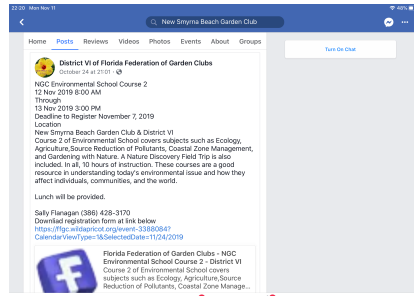 22:20 Mon Nov 11
48%
New Smyrna Beach Garden Club
Home Posts Reviews Videos Photos Events About Groups
Turn On Chat
District VI of Florida Federation of Garden Clubs
October 24 at 21:01 ·
NGC Environmental School Course 2
12 Nov 2019 8:00 AM
Through
13 Nov 2019 3:00 PM
Deadline to Register November 7, 2019
Location
New Smyrna Beach Garden Club & District VI
Course 2 of Environmental School covers subjects such as Ecology,
Agriculture,Source Reduction of Pollutants, Coastal Zone Management,
and Gardening with Nature. A Nature Discovery Field Trip is also
included. In all, 10 hours of instruction. These courses are a good
resource in understanding today's environmental issue and how they
affect individuals, communities, and the world.
Lunch will be provided.
Sally Flanagan (386) 428-3170
Downliad registration form at link below
https://ffgc.wildapricot.org/event-3388084?
CalendarViewType=1&SelectedDate=11/24/2019
Florida Federation of Garden Clubs - NGC
Environmental School Course 2 - District VI
Course 2 of Environmental School covers
subjects such as Ecology, Agriculture,Source
Reduction of Pollutants, Coastal Zone Manage...